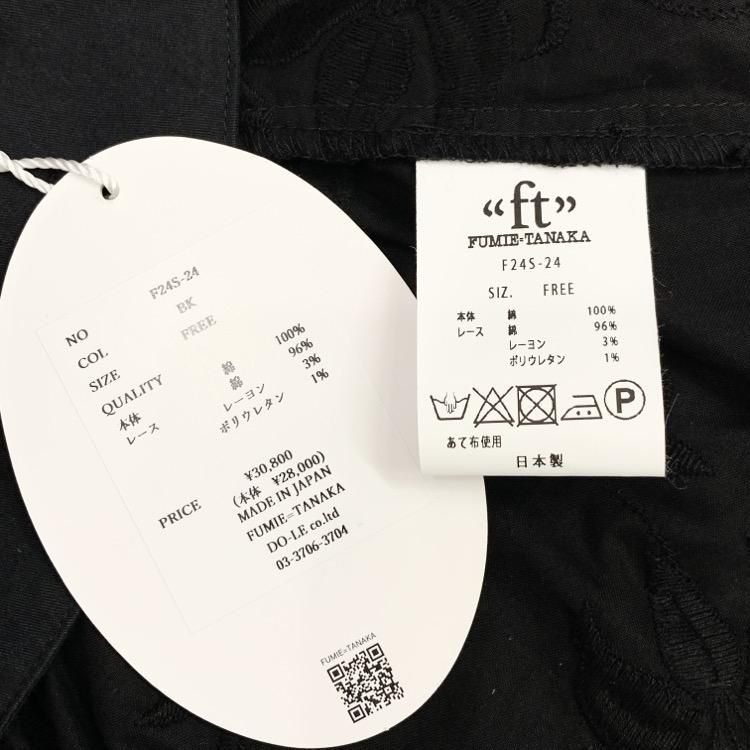 NO F24S-24
COL BK
SIZE FREE
QUALITY
本体 綿 100%
レース 綿 96%
レーヨン 3%
ポリウレタン 1%
PRICE ¥30,800
(本体 ¥28,000)
MADE IN JAPAN
FUMIE=TANAKA
DO-LE co.ltd
03-3706-3704
FUMIE=TANAKA
“ft”
FUMIE=TANAKA
F24S-24
SIZ. FREE
本体 綿 100%
レース 綿 96%
レーヨン 3%
ポリウレタン 1%
P
あて布使用
日本製